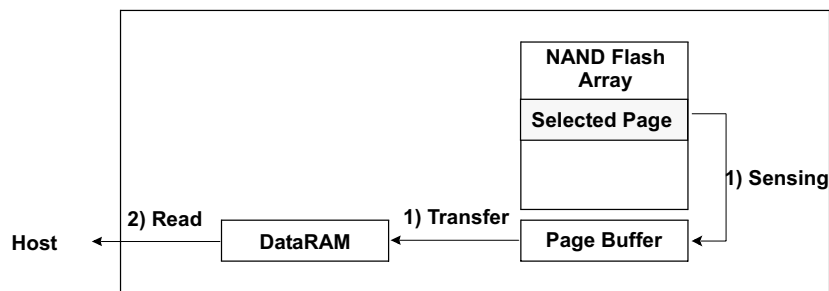 NAND Flash
Array
Selected Page
1) Sensing
2) Read
1) Transfer
Host
DataRAM
Page Buffer